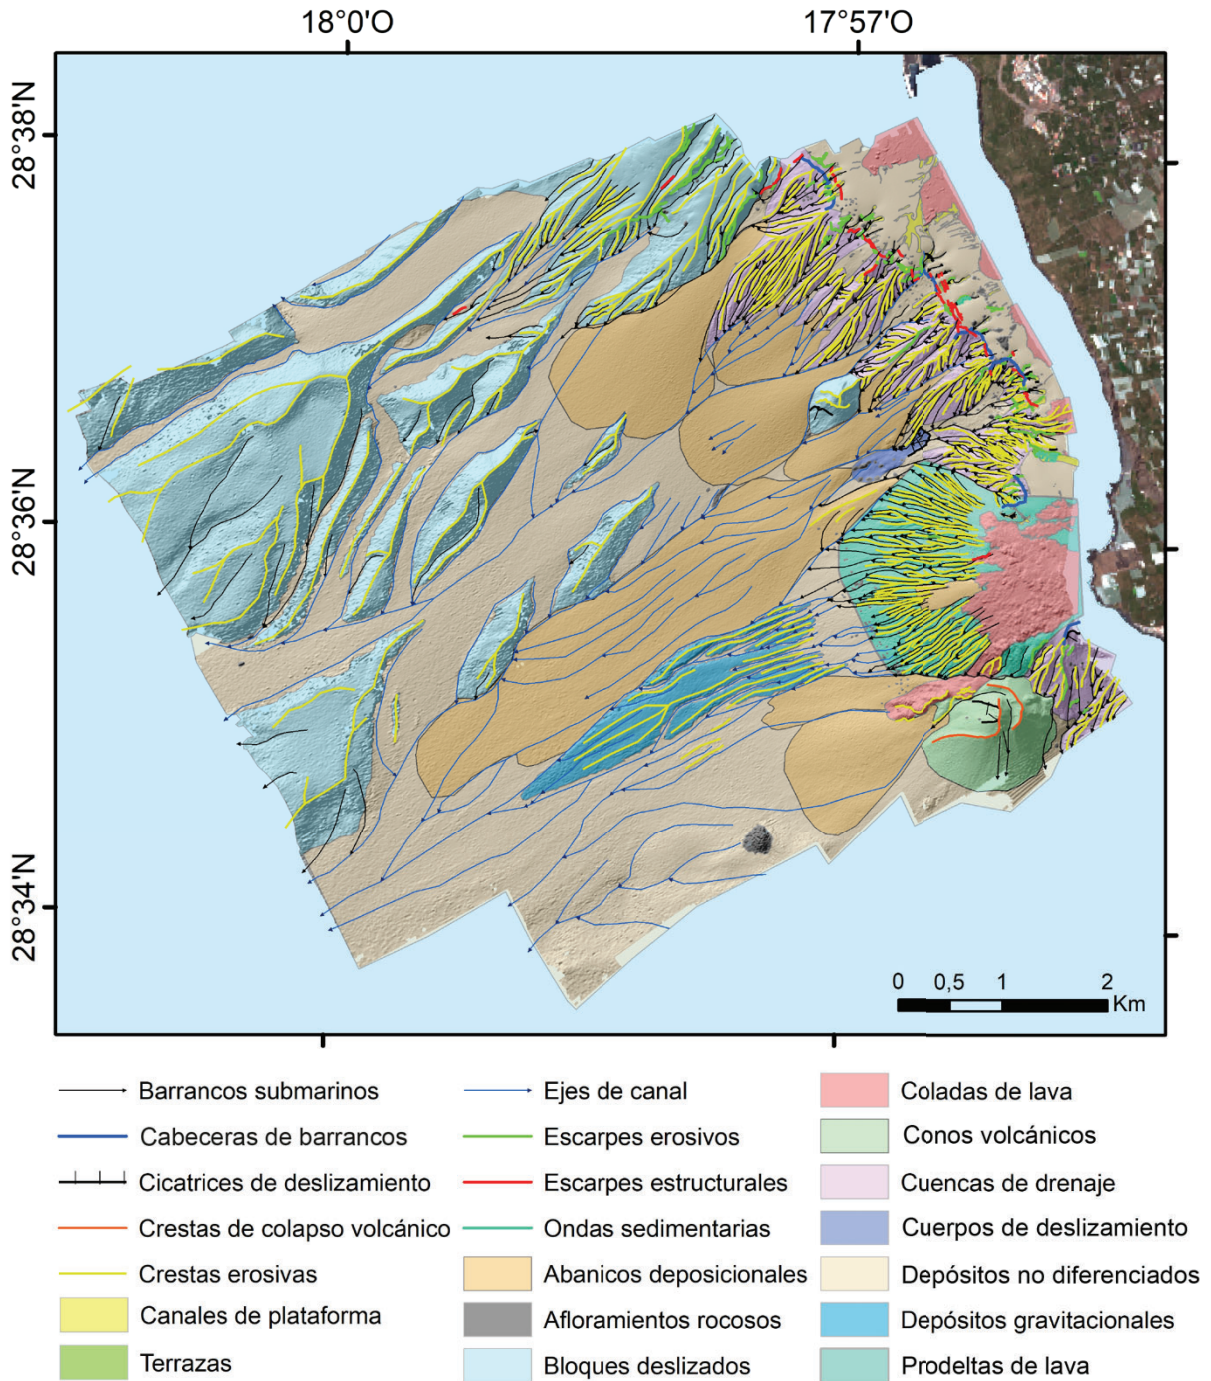 18°0'O
17°57'O
28°38'N
28°36'N
28°34'N
0 0,5 1 2
Km
Barrancos submarinos
Cabeceras de barrancos
Cicatrices de deslizamiento
Crestas de colapso volcánico
Crestas erosivas
Canales de plataforma
Terrazas
Ejes de canal
Escarpes erosivos
Escarpes estructurales
Ondas sedimentarias
Abanicos deposicionales
Afloramientos rocosos
Bloques deslizados
Coladas de lava
Conos volcánicos
Cuencas de drenaje
Cuerpos de deslizamiento
Depósitos no diferenciados
Depósitos gravitacionales
Prodeltas de lava